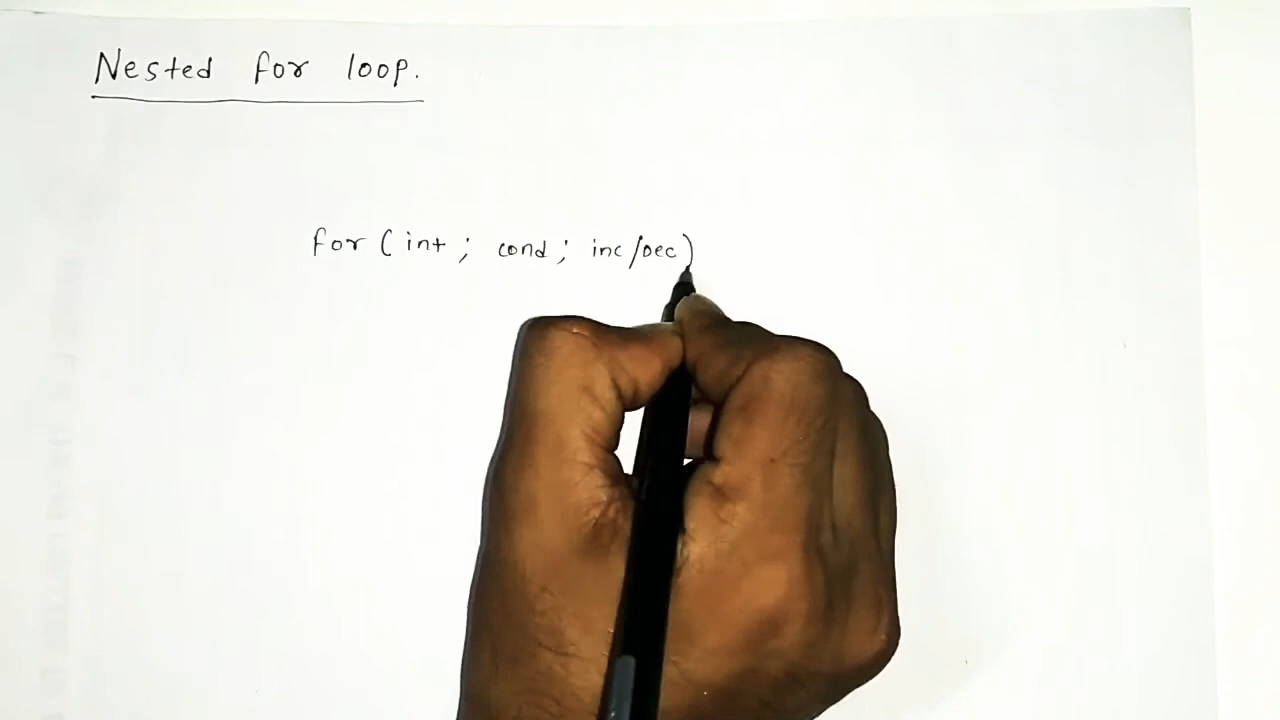 Nested for loop.
for ( int ; cond ; inc/Dec)